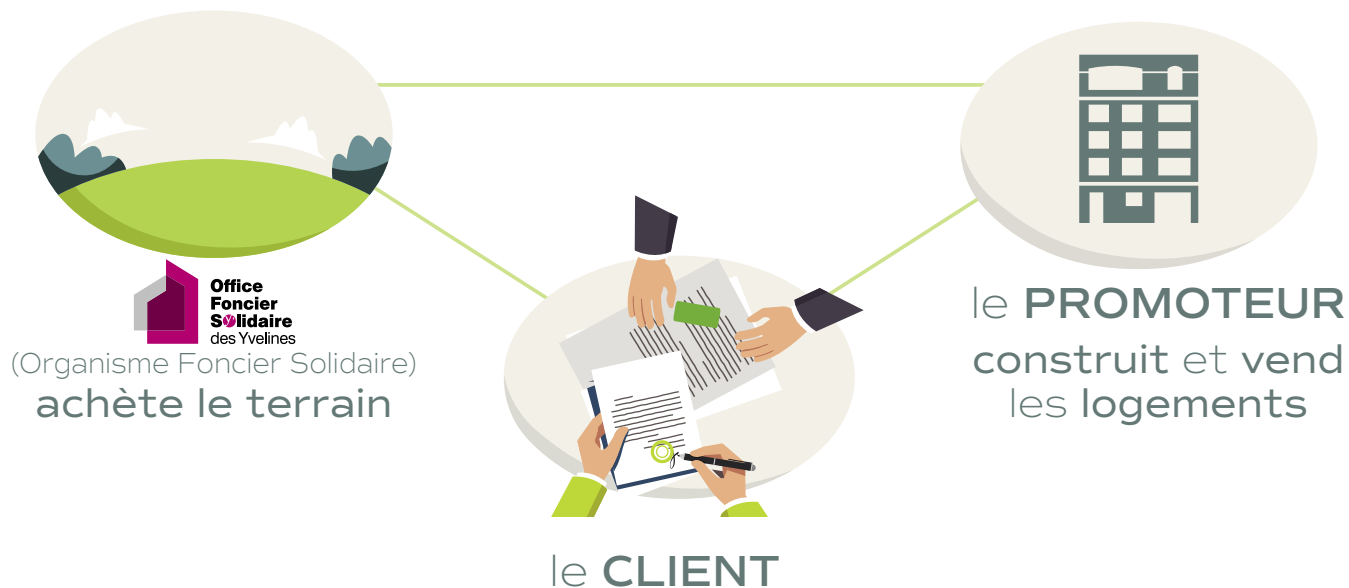 Office
Foncier
Solidaire
des Yvelines
(Organisme Foncier Solidaire)
achète le terrain
le PROMOTEUR
construit et vend
les logements
le CLIENT